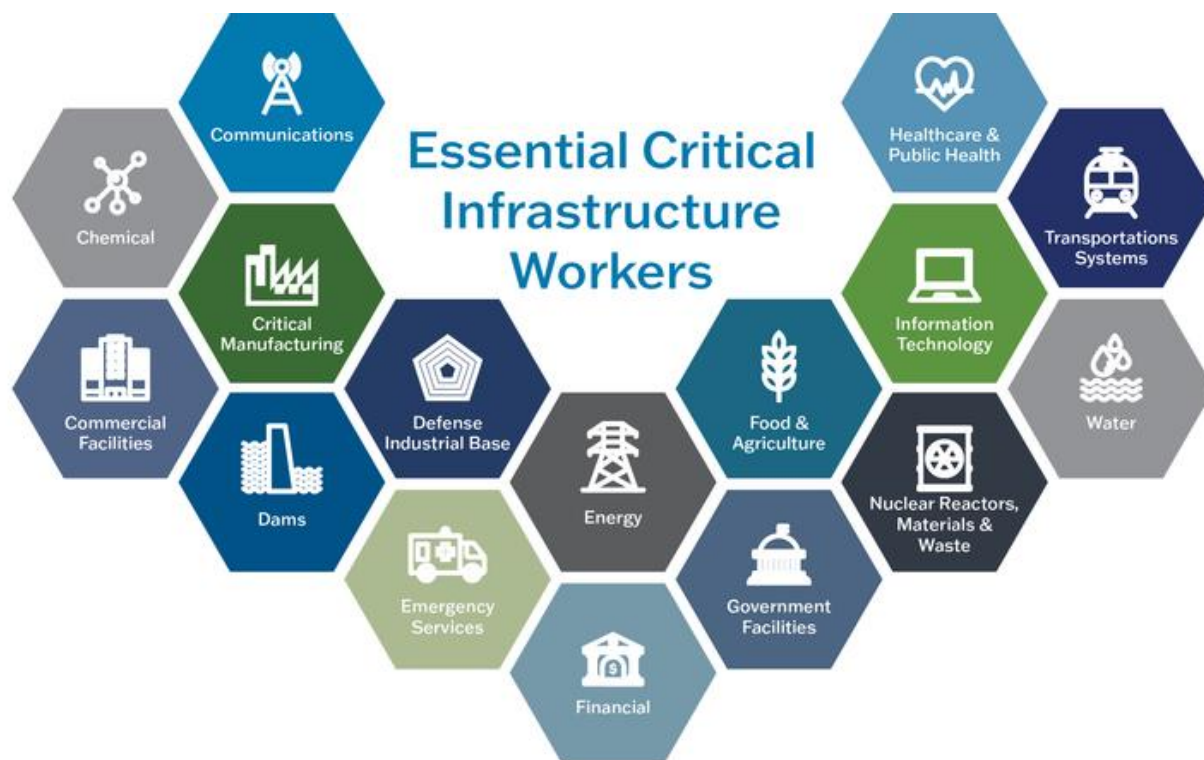 Essential Critical
Infrastructure
Workers
Communications
Healthcare &
Public Health
Chemical
Transportations
Systems
Critical
Manufacturing
Information
Technology
Commercial
Facilities
Defense
Industrial Base
Food &
Agriculture
Water
Dams
Energy
Nuclear Reactors,
Materials &
Waste
Emergency
Services
Government
Facilities
Financial
$